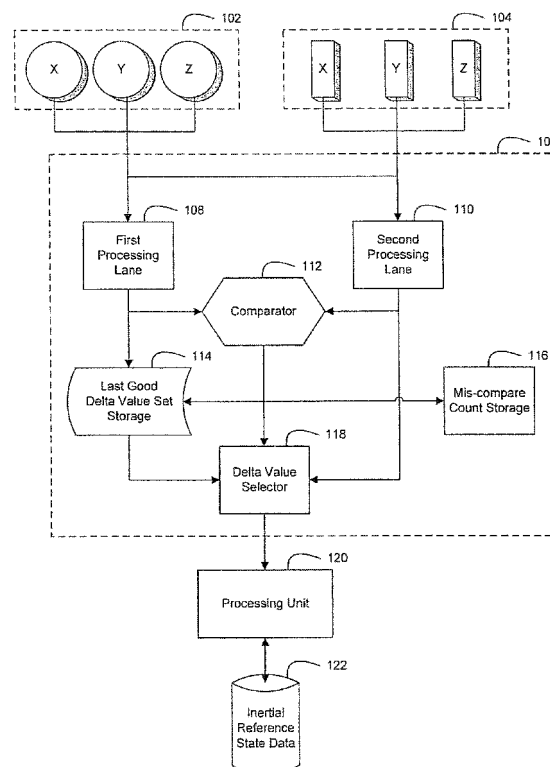 102
104
X Y Z
X Y Z
10
108
110
First
Processing
Lane
Second
Processing
Lane
112
Comparator
114
116
Last Good
Delta Value Set
Storage
Mis-compare
Count Storage
118
Delta Value
Selector
120
Processing Unit
122
Inertial
Reference
State Data